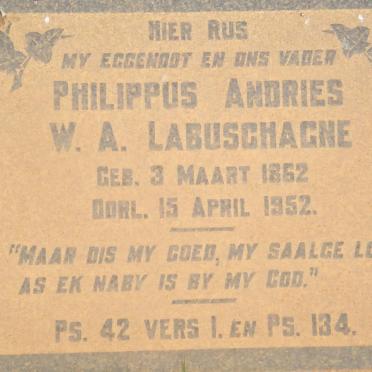 HIER RUS
MY EGGENOOT EN ONS VADER
PHILIPPUS ANDRIES
W. A. LABUSCHAGNE
GEB. 3 MAART 1862
OORL. 15 APRIL 1952.
"MAAR DIS MY GOED, MY SAALGE
AS EK NABY IS BY MY GOD."
PS. 42 VERS 1. EN PS. 134.